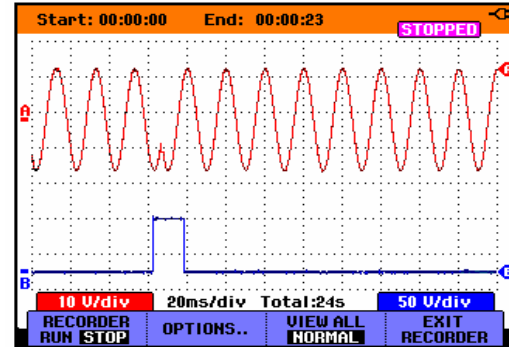 Start: 00:00:00 End: 00:00:23
STOPPED
A
B
10 V/div 20ms/div Total:24s 50 V/div
RECORDER
RUN STOP
OPTIONS..
VIEW ALL
NORMAL
EXIT
RECORDER